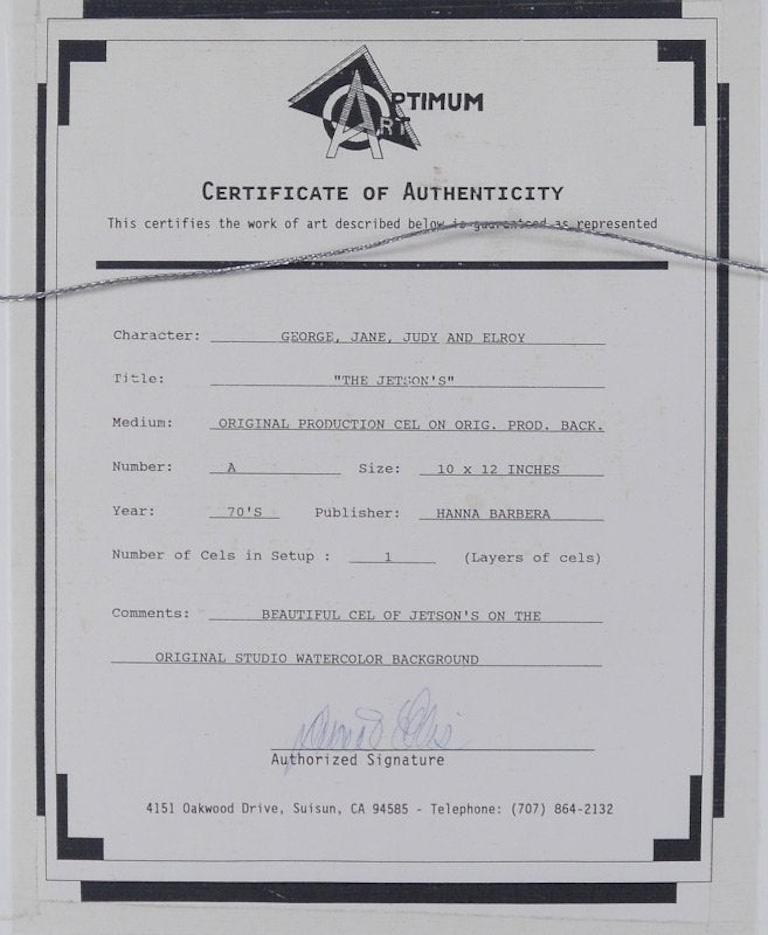 OPTIMUM
ART
CERTIFICATE OF AUTHENTICITY
This certifies the work of art described below is guaranteed as represented
Character: GEORGE, JANE, JUDY AND ELROY
Title: "THE JETSON'S"
Medium: ORIGINAL PRODUCTION CEL ON ORIG. PROD. BACK.
Number: A Size: 10 x 12 INCHES
Year: 70'S Publisher: HANNA BARBERA
Number of Cels in Setup : 1 (Layers of cels)
Comments: BEAUTIFUL CEL OF JETSON'S ON THE
ORIGINAL STUDIO WATERCOLOR BACKGROUND
Authorized Signature
4151 Oakwood Drive, Suisun, CA 94585 - Telephone: (707) 864-2132